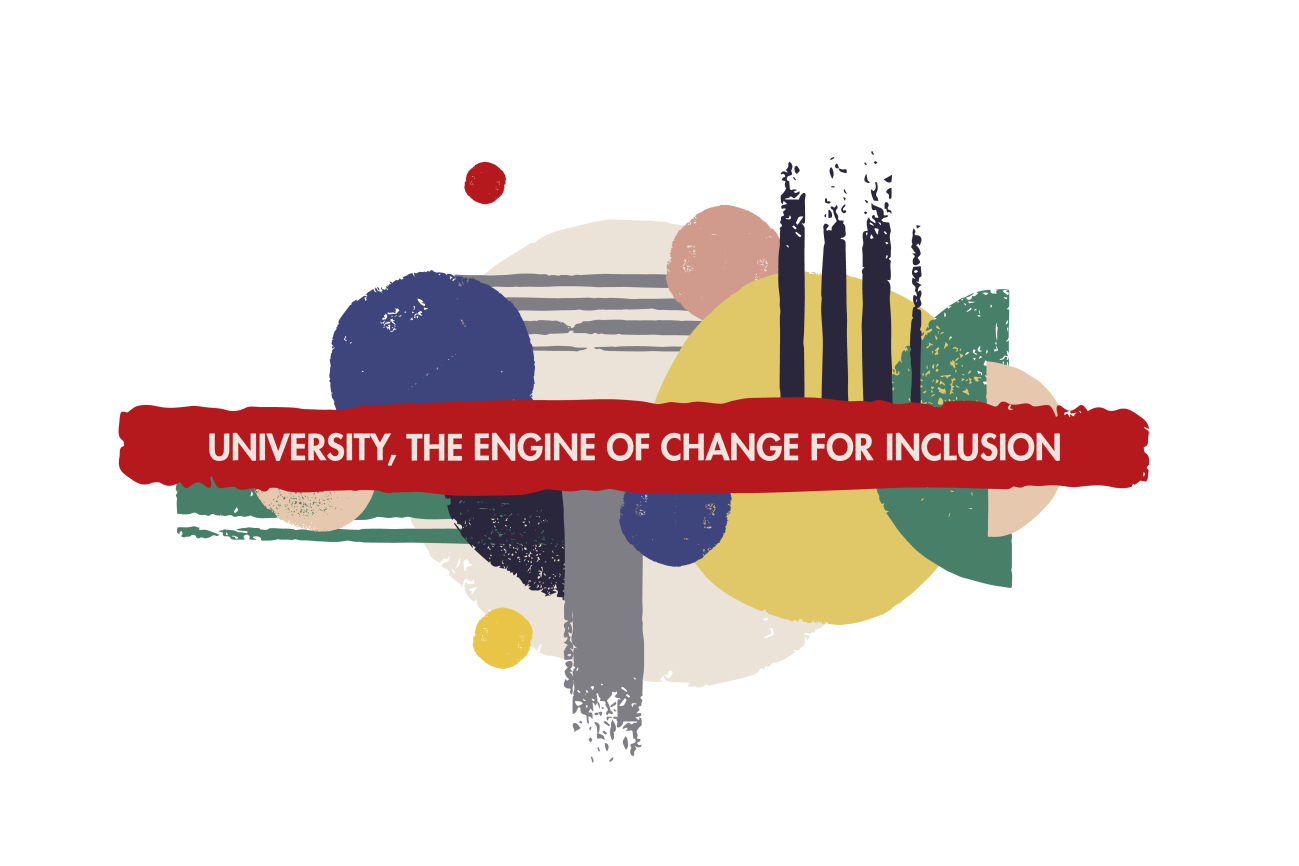 UNIVERSITY, THE ENGINE OF CHANGE FOR INCLUSION